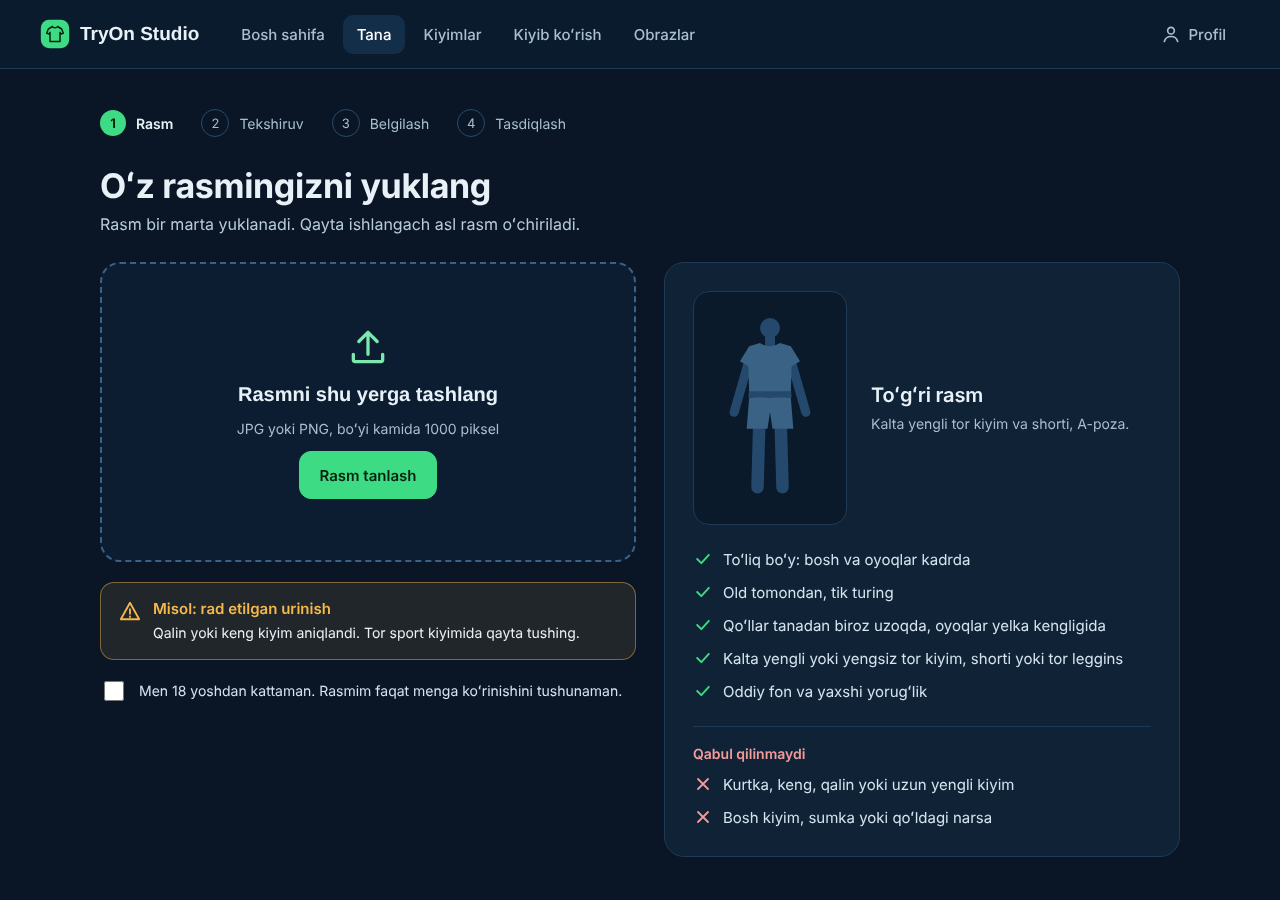 TryOn Studio
Bosh sahifa
Tana
Kiyimlar
Kiyib koʻrish
Obrazlar
Profil
1 Rasm
2 Tekshiruv
3 Belgilash
4 Tasdiqlash
Oʻz rasmingizni yuklang
Rasm bir marta yuklanadi. Qayta ishlangach asl rasm oʻchiriladi.
Rasmni shu yerga tashlang
JPG yoki PNG, boʻyi kamida 1000 piksel
Rasm tanlash
Misol: rad etilgan urinish
Qalin yoki keng kiyim aniqlandi. Tor sport kiyimida qayta tushing.
Men 18 yoshdan kattaman. Rasmim faqat menga koʻrinishini tushunaman.
Toʻgʻri rasm
Kalta yengli tor kiyim va shorti, A-poza.
Toʻliq boʻy: bosh va oyoqlar kadrda
Old tomondan, tik turing
Qoʻllar tanadan biroz uzoqda, oyoqlar yelka kengligida
Kalta yengli yoki yengsiz tor kiyim, shorti yoki tor leggins
Oddiy fon va yaxshi yorugʻlik
Qabul qilinmaydi
Kurtka, keng, qalin yoki uzun yengli kiyim
Bosh kiyim, sumka yoki qoʻldagi narsa